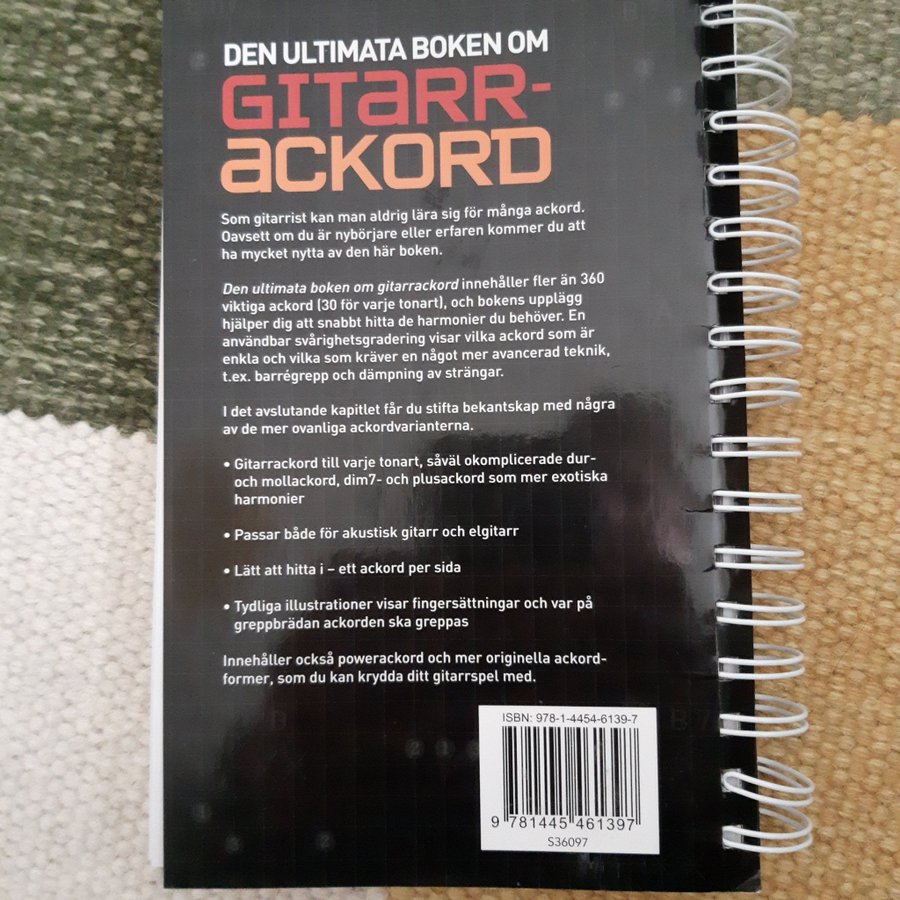 DEN ULTIMATA BOKEN OM
GITARR-
ACKORD
Som gitarrist kan man aldrig lära sig för många ackord.
Oavsett om du är nybörjare eller erfaren kommer du att
ha mycket nytta av den här boken.
Den ultimata boken om gitarrackord innehåller fler än 360
viktiga ackord (30 för varje tonart), och bokens upplägg
hjälper dig att snabbt hitta de harmonier du behöver. En
användbar svårighetsgradering visar vilka ackord som är
enkla och vilka som kräver en något mer avancerad teknik,
t.ex. barrégrepp och dämpning av strängar.
I det avslutande kapitlet får du stifta bekantskap med några
av de mer ovanliga ackordvarianterna.
• Gitarrackord till varje tonart, såväl okomplicerade dur-
och mollackord, dim7- och plusackord som mer exotiska
harmonier
• Passar både för akustisk gitarr och elgitarr
• Lätt att hitta i – ett ackord per sida
• Tydliga illustrationer visar fingersättningar och var på
greppbrädan ackorden ska greppas
Innehåller också powerackord och mer originella ackord-
former, som du kan krydda ditt gitarrspel med.
ISBN: 978-1-4454-6139-7
9 781445 461397
S36097